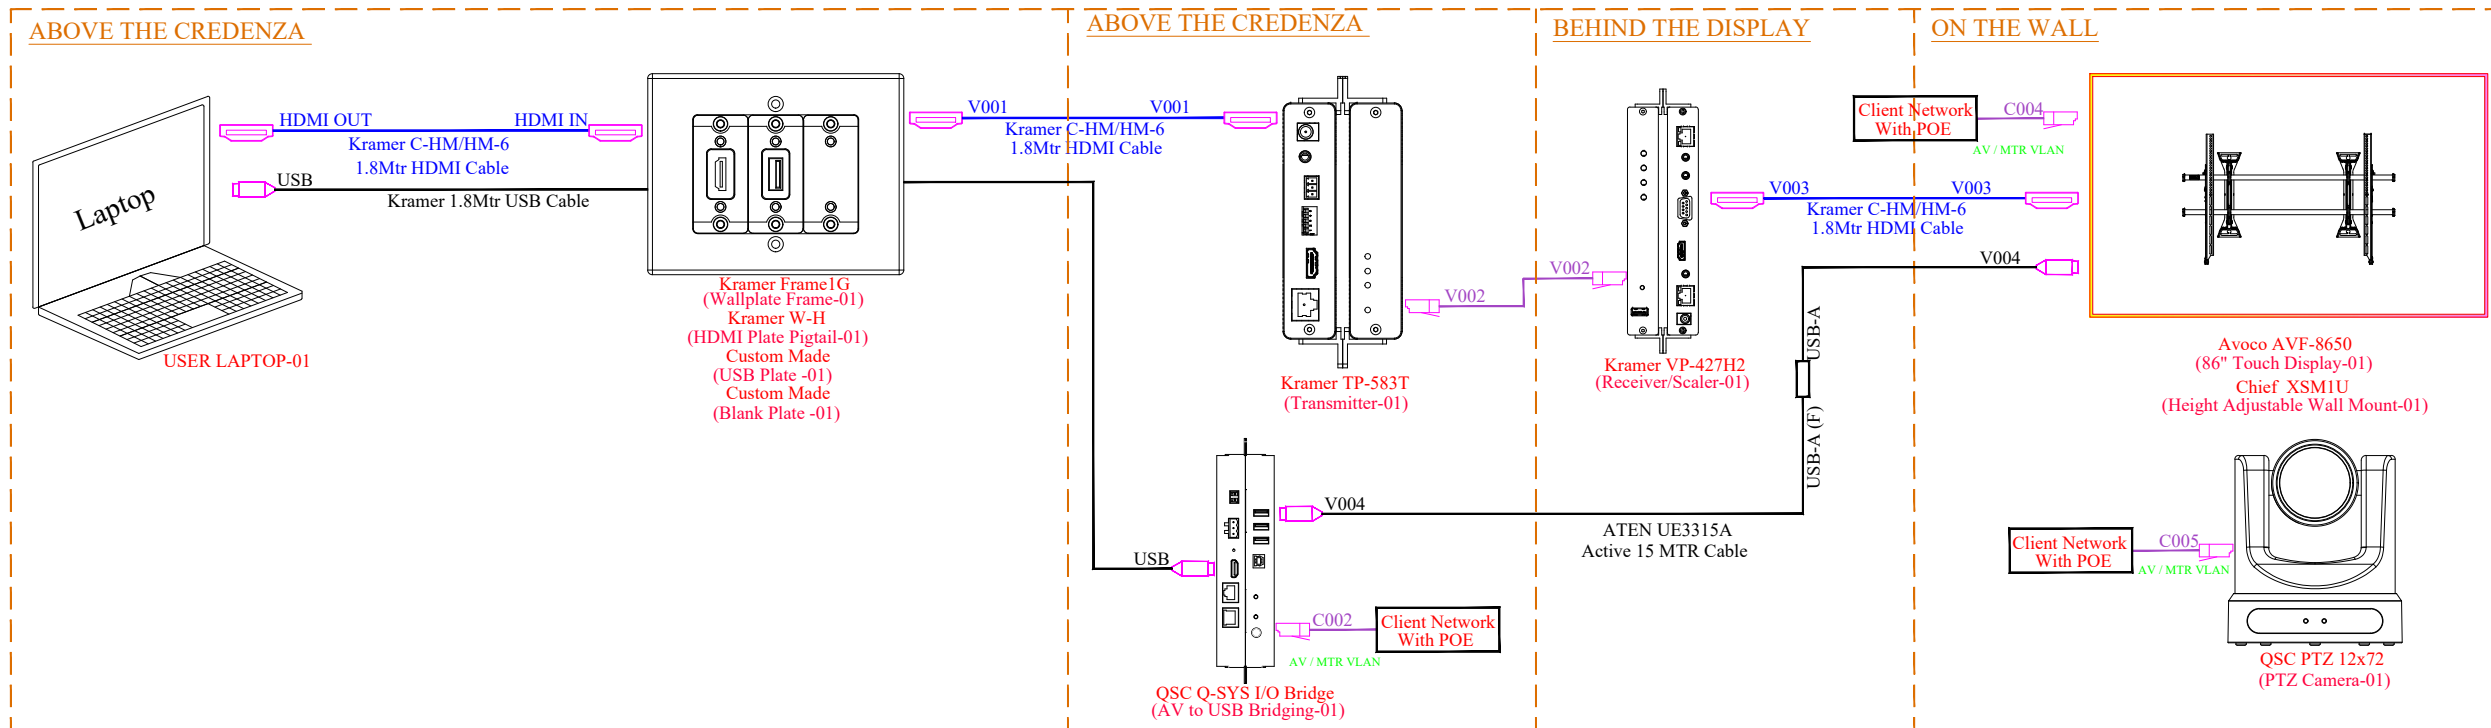 ABOVE THE CREDENZA
ABOVE THE CREDENZA
BEHIND THE DISPLAY
ON THE WALL
Laptop
HDMI OUT
HDMI IN
Kramer C-HM/HM-6
1.8Mtr HDMI Cable
USB
Kramer 1.8Mtr USB Cable
USER LAPTOP-01
Kramer Frame1G
(Wallplate Frame-01)
Kramer W-H
(HDMI Plate Pigtail-01)
Custom Made
(USB Plate -01)
Custom Made
(Blank Plate -01)
V001
V001
Kramer C-HM/HM-6
1.8Mtr HDMI Cable
Kramer TP-583T
(Transmitter-01)
V002
V002
USB
V004
ATEN UE3315A
Active 15 MTR Cable
C002
Client Network
With POE
AV / MTR VLAN
QSC Q-SYS I/O Bridge
(AV to USB Bridging-01)
Kramer VP-427H2
(Receiver/Scaler-01)
USB-A
USB-A (F)
Client Network
With POE
C004
AV / MTR VLAN
V003
V003
Kramer C-HM/HM-6
1.8Mtr HDMI Cable
V004
Avoco AVF-8650
(86" Touch Display-01)
Chief  XSM1U
(Height Adjustable Wall Mount-01)
Client Network
With POE
C005
AV / MTR VLAN
QSC PTZ 12x72
(PTZ Camera-01)